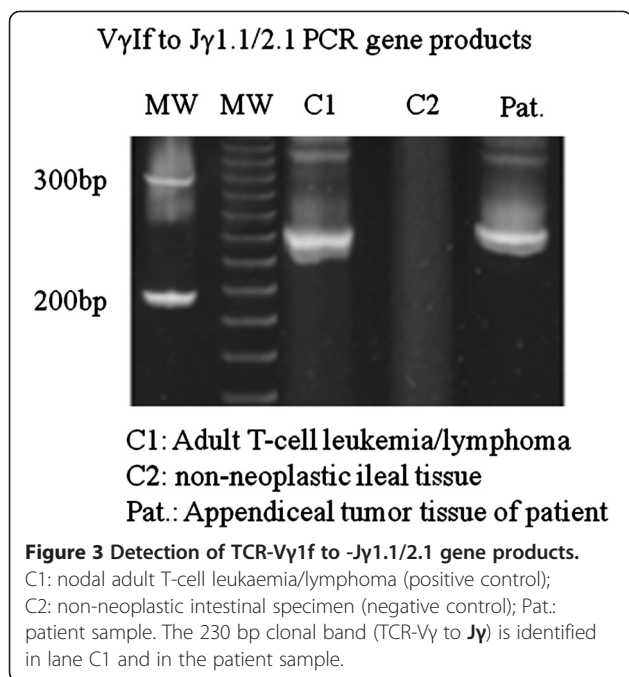 VγIf to Jγ1.1/2.1 PCR gene products
MW MW C1 C2 Pat.
300bp
200bp
C1: Adult T-cell leukemia/lymphoma
C2: non-neoplastic ileal tissue
Pat.: Appendiceal tumor tissue of patient
Figure 3 Detection of TCR-Vγ1f to -Jγ1.1/2.1 gene products.
C1: nodal adult T-cell leukaemia/lymphoma (positive control);
C2: non-neoplastic intestinal specimen (negative control); Pat.:
patient sample. The 230 bp clonal band (TCR-Vγ to Jγ) is identified
in lane C1 and in the patient sample.